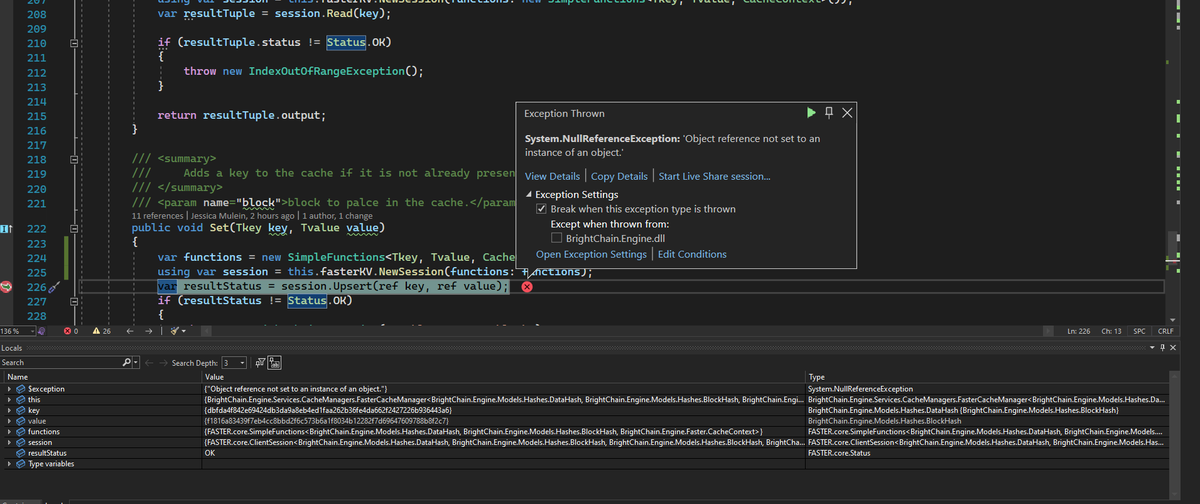 208 var resultTuple = session.Read(key);
209
210 if (resultTuple.status != Status.OK)
211 {
212 throw new IndexOutOfRangeException();
213 }
214
215 return resultTuple.output;
216 }
217
218 /// <summary>
219 /// Adds a key to the cache if it is not already presen
220 /// </summary>
221 /// <param name="block">block to palce in the cache.</param
11 references | Jessica Mulein, 2 hours ago | 1 author, 1 change
222 public void Set(Tkey key, Tvalue value)
223 {
224 var functions = new SimpleFunctions<Tkey, Tvalue, Cache
225 using var session = this.fasterKV.NewSession(functions: functions);
226 var resultStatus = session.Upsert(ref key, ref value);
227 if (resultStatus != Status.OK)
228 {
Exception Thrown
System.NullReferenceException: 'Object reference not set to an
instance of an object.'
View Details | Copy Details | Start Live Share session...
Exception Settings
Break when this exception type is thrown
Except when thrown from:
BrightChain.Engine.dll
Open Exception Settings | Edit Conditions
136 % 0 26 Ln: 226 Ch: 13 SPC CRLF
Locals
Search Search Depth: 3
Name Value Type
$exception {"Object reference not set to an instance of an object."} System.NullReferenceException
this {BrightChain.Engine.Services.CacheManagers.FasterCacheManager<BrightChain.Engine.Models.Hashes.DataHash, BrightChain.Engine.Models.Hashes.BlockHash, BrightChain.Engi... BrightChain.Engine.Services.CacheManagers.FasterCacheManager<BrightChain.Engine.Models.Hashes.Da...
key {dbfda4f842e69424db3da9a8eb4ed1faa262b36fe4da662f2427226b936443a6} BrightChain.Engine.Models.Hashes.DataHash {BrightChain.Engine.Models.Hashes.BlockHash}
value {f1816a83439f7eb4cc8bbd2f6c573b6a1f8034b12282f7d69647609788b8f2c7} BrightChain.Engine.Models.Hashes.BlockHash
functions {FASTER.core.SimpleFunctions<BrightChain.Engine.Models.Hashes.DataHash, BrightChain.Engine.Models.Hashes.BlockHash, BrightChain.Engine.Faster.CacheContext>} FASTER.core.SimpleFunctions<BrightChain.Engine.Models.Hashes.DataHash, BrightChain.Engine.Models....
session {FASTER.core.ClientSession<BrightChain.Engine.Models.Hashes.DataHash, BrightChain.Engine.Models.Hashes.BlockHash, BrightChain.Engine.Models.Hashes.BlockHash, BrightCha... FASTER.core.ClientSession<BrightChain.Engine.Models.Hashes.DataHash, BrightChain.Engine.Models.Has...
resultStatus OK FASTER.core.Status
Type variables